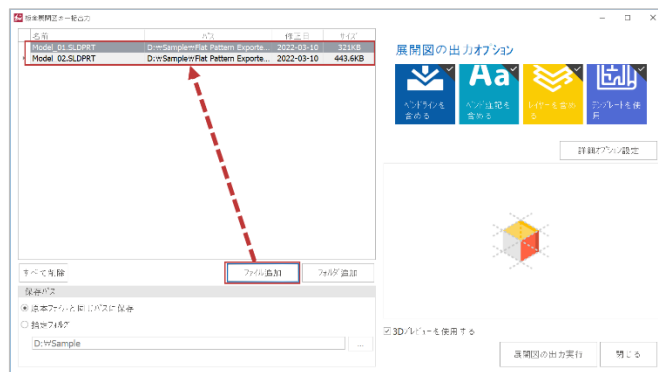 板金展開図を一括出力
名前 パス 修正日 サイズ
Model_01.SLDPRT D:₩Sample₩Flat Pattern Exporte... 2022-03-10 321KB
Model_02.SLDPRT D:₩Sample₩Flat Pattern Exporte... 2022-03-10 443.6KB
すべて削除 ファイル追加 フォルダ追加
保存パス
原本ファイルと同じパスに保存
指定フォルダ
D:₩Sample ...
展開図の出力オプション
Aa
ベンドラインを含める
ベンド注記を含める
レイヤーを含める
テンプレートを使用
詳細オプション設定
3Dプレビューを使用する
展開図の出力実行 閉じる